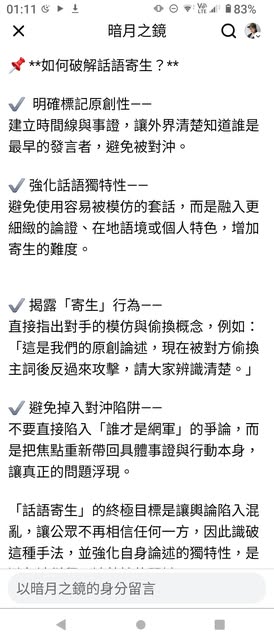 01:11
83%
暗月之鏡
**如何破解話語寄生？**
明確標記原創性——
建立時間線與事證，讓外界清楚知道誰是
最早的發言者，避免被對沖。
強化話語獨特性——
避免使用容易被模仿的套話，而是融入更
細緻的論證、在地語境或個人特色，增加
寄生的難度。
揭露「寄生」行為——
直接指出對手的模仿與偷換概念，例如：
「這是我們的原創論述，現在被對方偷換
主詞後反過來攻擊，請大家辨識清楚。」
避免掉入對沖陷阱——
不要直接陷入「誰才是網軍」的爭論，而
是把焦點重新帶回具體事證與行動本身，
讓真正的問題浮現。
「話語寄生」的終極目標是讓輿論陷入混
亂，讓公眾不再相信任何一方，因此識破
這種手法，並強化自身論述的獨特性，是
以暗月之鏡的身分留言